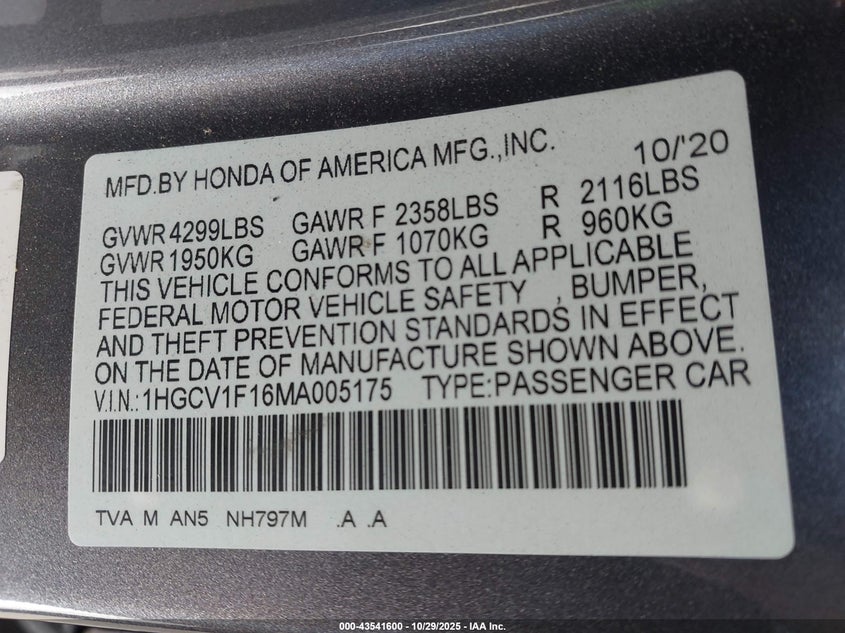 MFD.BY HONDA OF AMERICA MFG.,INC. 10/'20
GVWR 4299LBS GAWR F 2358LBS R 2116LBS
GVWR 1950KG GAWR F 1070KG R 960KG
THIS VEHICLE CONFORMS TO ALL APPLICABLE
FEDERAL MOTOR VEHICLE SAFETY , BUMPER,
AND THEFT PREVENTION STANDARDS IN EFFECT
ON THE DATE OF MANUFACTURE SHOWN ABOVE.
V.I.N.:1HGCV1F16MA005175 TYPE:PASSENGER CAR
TVA M AN5 NH797M .A .A
000-43541600 - 10/29/2025 - IAA Inc.